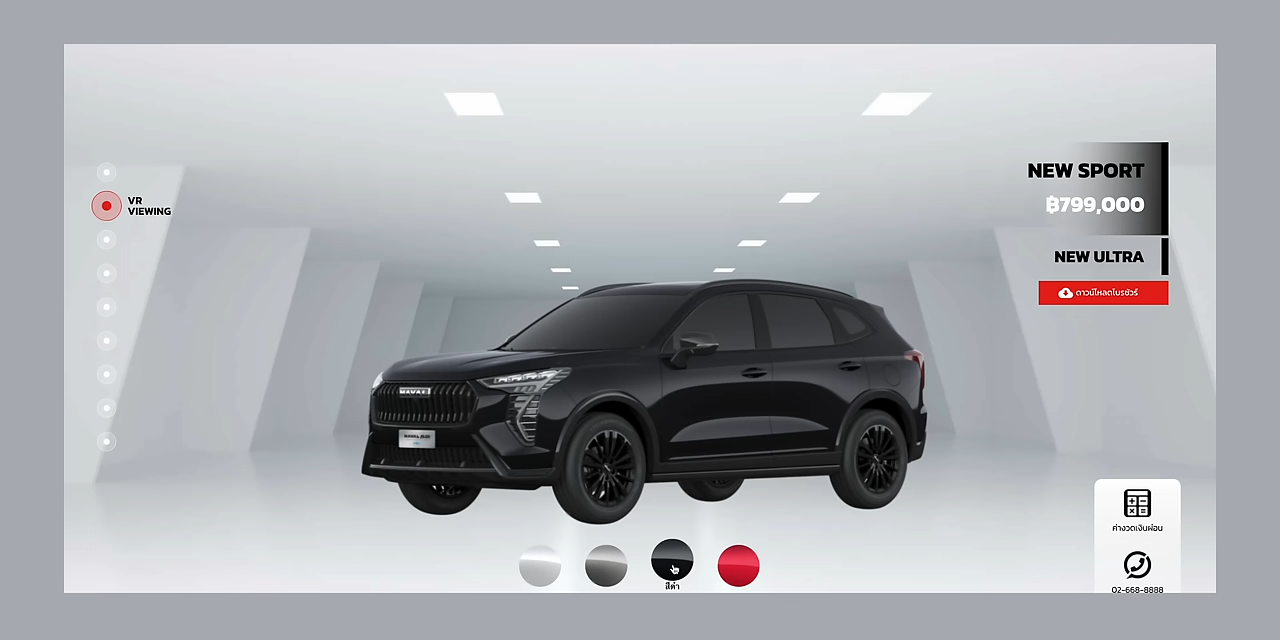 VR
VIEWING
NEW SPORT
฿799,000
NEW ULTRA
ดาวน์โหลดโบรชัวร์
HAVAL
สีดำ
ค่างวดเงินผ่อน
02-668-8888